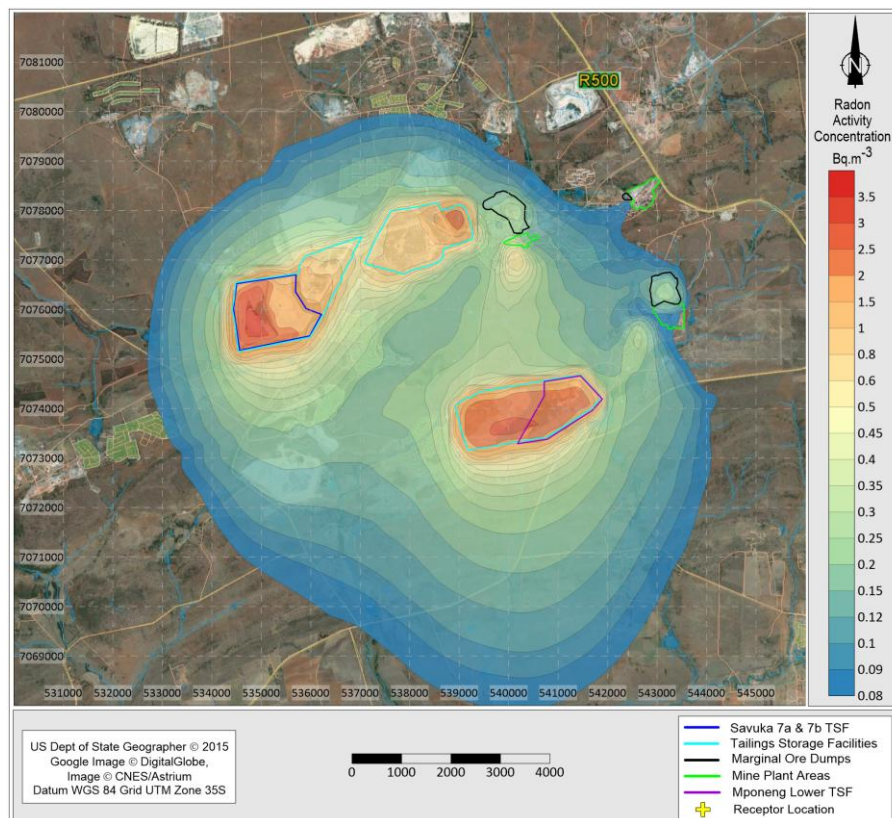 R500
7081000
7080000
7079000
7078000
7077000
7076000
7075000
7074000
7073000
7072000
7071000
7070000
7069000
531000 532000 533000 534000 535000 536000 537000 538000 539000 540000 541000 542000 543000 544000 545000
N
Radon
Activity
Concentration
Bq.m-3
3.5
3
2.5
2
1.5
1
0.8
0.6
0.5
0.45
0.4
0.35
0.3
0.25
0.2
0.15
0.12
0.1
0.09
0.08
US Dept of State Geographer © 2015
Google Image © DigitalGlobe,
Image © CNES/Astrium
Datum WGS 84 Grid UTM Zone 35S
0 1000 2000 3000 4000
Savuka 7a & 7b TSF
Tailings Storage Facilities
Marginal Ore Dumps
Mine Plant Areas
Mponeng Lower TSF
Receptor Location